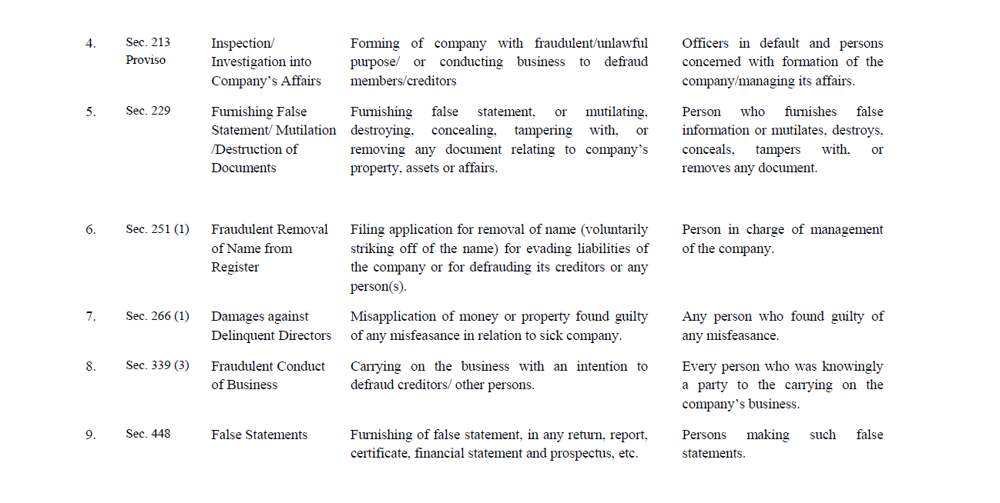 4.
Sec. 213
Proviso
Inspection/
Investigation into
Company's Affairs
Forming of company with fraudulent/unlawful
purpose/ or conducting business to defraud
members/creditors
Officers in default and persons
concerned with formation of the
company/managing its affairs.
5.
Sec. 229
Furnishing False
Statement/ Mutilation
/Destruction of
Documents
Furnishing false statement, or mutilating,
destroying, concealing, tampering with, or
removing any document relating to company's
property, assets or affairs.
Person who furnishes false
information or mutilates, destroys,
conceals, tampers with, or
removes any document.
6.
Sec. 251 (1)
Fraudulent Removal
of Name from
Register
Filing application for removal of name (voluntarily
striking off of the name) for evading liabilities of
the company or for defrauding its creditors or any
person(s).
Person in charge of management
of the company.
7.
Sec. 266 (1)
Damages against
Delinquent Directors
Misapplication of money or property found guilty
of any misfeasance in relation to sick company.
Any person who found guilty of
any misfeasance.
8.
Sec. 339 (3)
Fraudulent Conduct
of Business
Carrying on the business with an intention to
defraud creditors/ other persons.
Every person who was knowingly
a party to the carrying on the
company's business.
9.
Sec. 448
False Statements
Furnishing of false statement, in any return, report,
certificate, financial statement and prospectus, etc.
Persons making such false
statements.